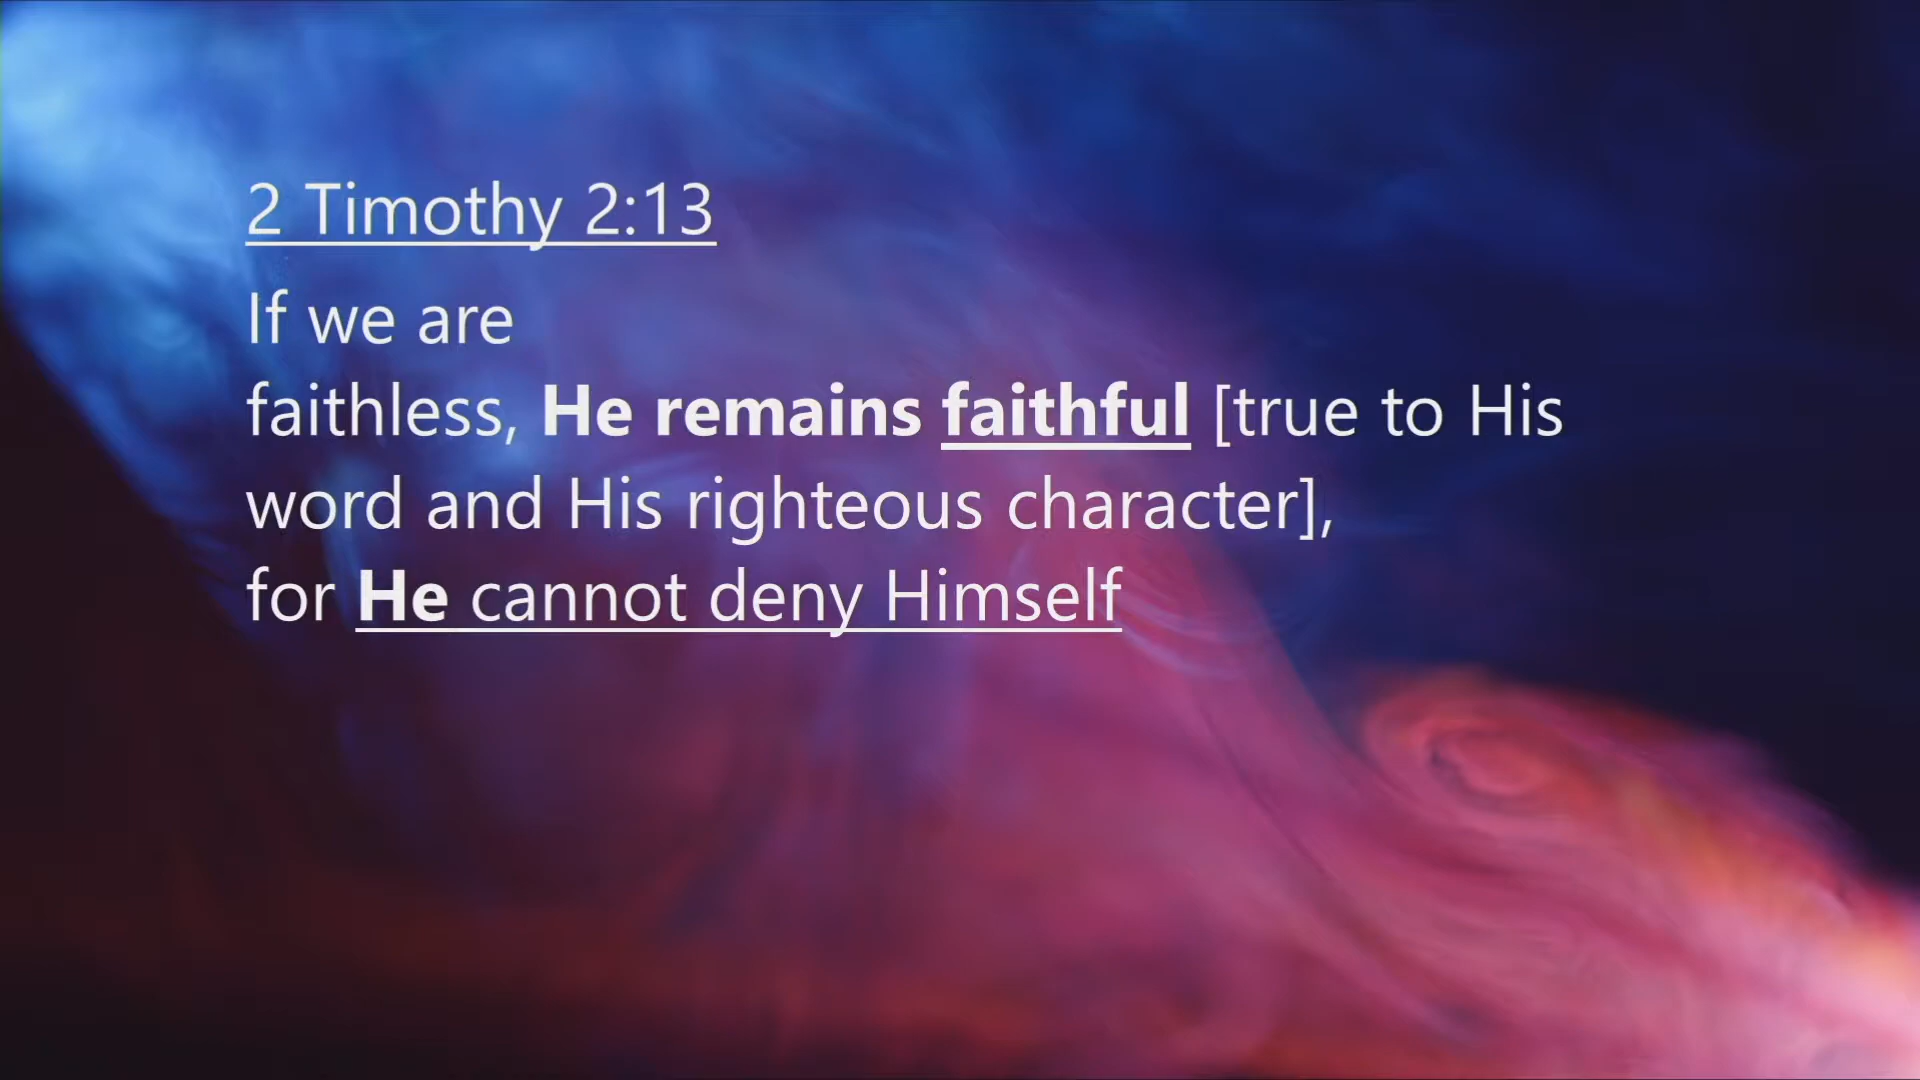 2 Timothy 2:13
If we are
faithless, He remains faithful [true to His
word and His righteous character],
for He cannot deny Himself